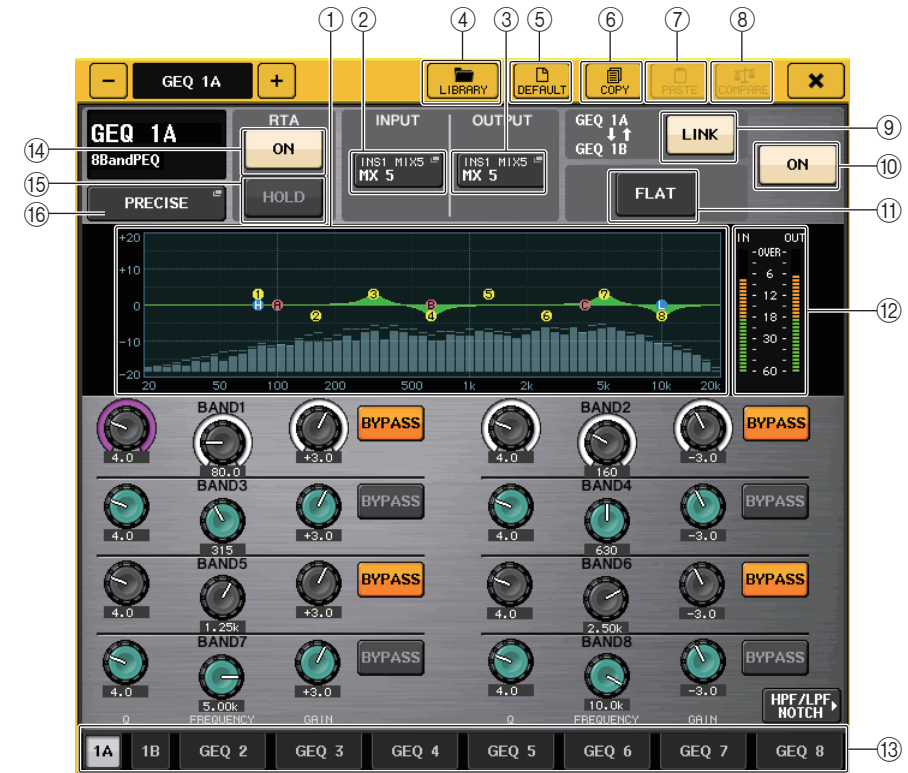 ① ② ④ ③ ⑤ ⑥ ⑦ ⑧
− GEQ 1A + LIBRARY DEFAULT COPY PASTE COMPARE ×
GEQ 1A
8BandPEQ
RTA
ON
HOLD
PRECISE
INPUT OUTPUT
INS1 MIX5 INS1 MIX5
MX 5 MX 5
GEQ 1A
↓↑
GEQ 1B
LINK
FLAT
ON
⑭
⑮
⑯
⑨
⑩
⑪
⑫
+20
+10
0
−10
−20
20 50 100 200 500 1k 2k 5k 10k 20k
1 H A 2 3 B 4 5 6 C 7 L 8
IN OUT
-OVER-
- 6 -
- 12 -
- 18 -
- 30 -
- 60 -
BAND1 BYPASS BAND2 BYPASS
4.0 80.0 +3.0 4.0 160 -3.0
BAND3 BYPASS BAND4 BYPASS
4.0 315 +3.0 4.0 630 -3.0
BAND5 BYPASS BAND6 BYPASS
4.0 1.25k +3.0 4.0 2.50k -3.0
BAND7 BYPASS BAND8 BYPASS
4.0 5.00k +3.0 4.0 10.0k -3.0
Q FREQUENCY GAIN Q FREQUENCY GAIN
HPF/LPF
NOTCH
1A 1B GEQ 2 GEQ 3 GEQ 4 GEQ 5 GEQ 6 GEQ 7 GEQ 8
⑬